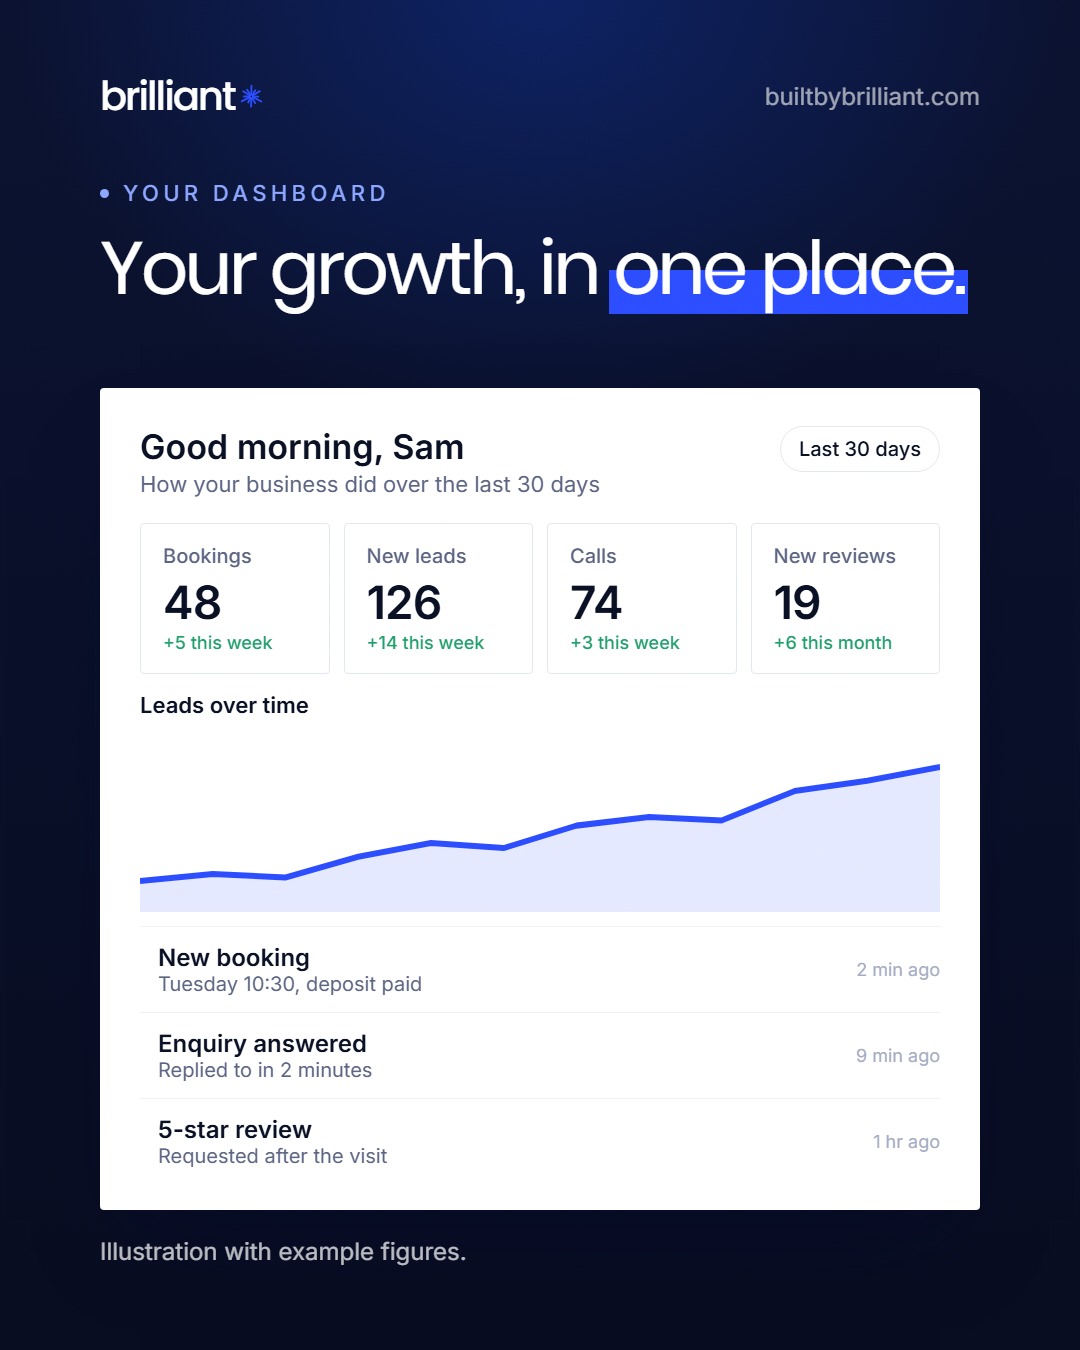 brilliant
builtbybrilliant.com
YOUR DASHBOARD
Your growth, in one place.
Good morning, Sam
Last 30 days
How your business did over the last 30 days
Bookings
48
+5 this week
New leads
126
+14 this week
Calls
74
+3 this week
New reviews
19
+6 this month
Leads over time
New booking
Tuesday 10:30, deposit paid
2 min ago
Enquiry answered
Replied to in 2 minutes
9 min ago
5-star review
Requested after the visit
1 hr ago
Illustration with example figures.